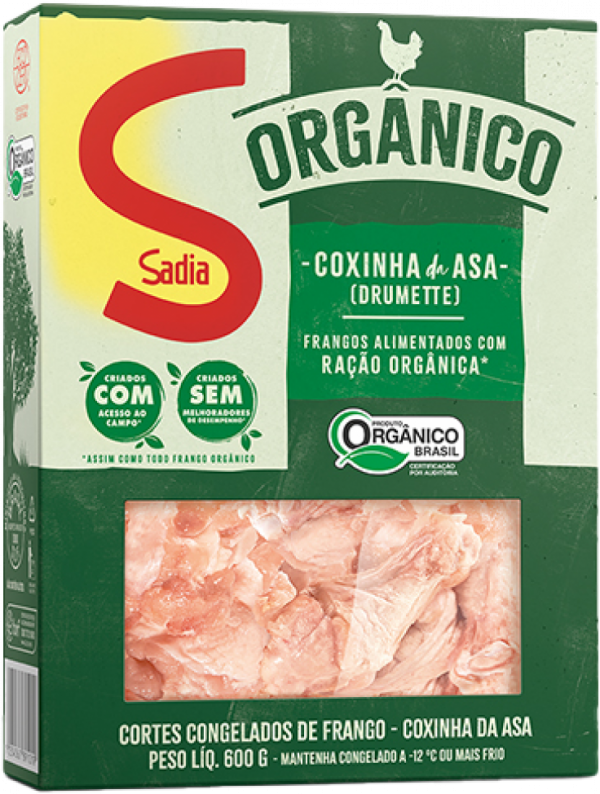 ORGÂNICO
Sadia
- COXINHA da ASA -
(DRUMETTE)
FRANGOS ALIMENTADOS COM
RAÇÃO ORGÂNICA*
CRIADOS
COM
ACESSO AO
CAMPO*
CRIADOS
SEM
MELHORADORES
DE DESEMPENHO*
*ASSIM COMO TODO FRANGO ORGÂNICO
PRODUTO
ORGÂNICO
BRASIL
CERTIFICAÇÃO
POR AUDITORIA
CORTES CONGELADOS DE FRANGO - COXINHA DA ASA
PESO LÍQ. 600 G - MANTENHA CONGELADO A -12 ºC OU MAIS FRIO